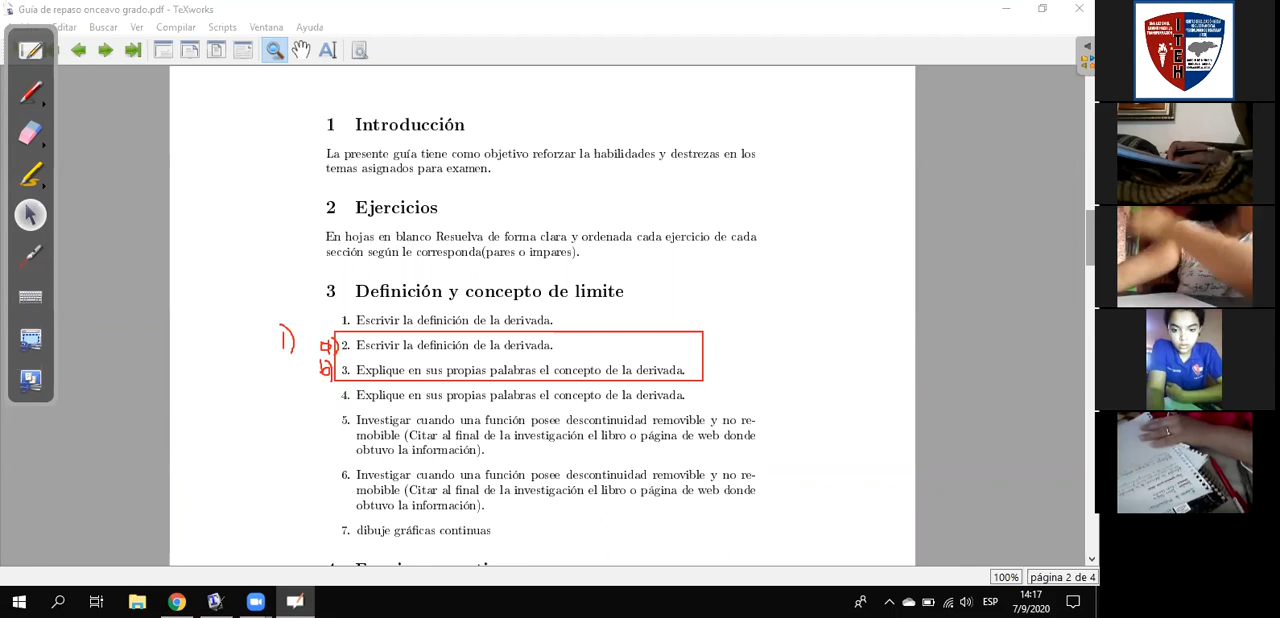 Guía de repaso onceavo grado.pdf - TeXworks
Editar Buscar Ver Compilar Scripts Ventana Ayuda
1 Introducción
La presente guía tiene como objetivo reforzar la habilidades y destrezas en los
temas asignados para examen.
2 Ejercicios
En hojas en blanco Resuelva de forma clara y ordenada cada ejercicio de cada
sección según le corresponda(pares o impares).
3 Definición y concepto de limite
1. Escrivir la definición de la derivada.
1)
a) 2. Escrivir la definición de la derivada.
b) 3. Explique en sus propias palabras el concepto de la derivada.
4. Explique en sus propias palabras el concepto de la derivada.
5. Investigar cuando una función posee descontinuidad removible y no re-
mobible (Citar al final de la investigación el libro o página de web donde
obtuvo la información).
6. Investigar cuando una función posee descontinuidad removible y no re-
mobible (Citar al final de la investigación el libro o página de web donde
obtuvo la información).
7. dibuje gráficas continuas
100% página 2 de 4
ESP
14:17
7/9/2020
ITEH